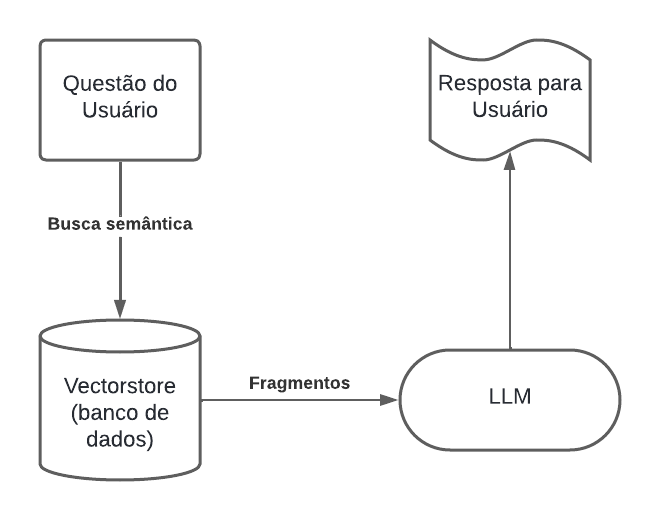 Questão do
Usuário
Resposta para
Usuário
Busca semântica
Vectorstore
(banco de
dados)
Fragmentos
LLM